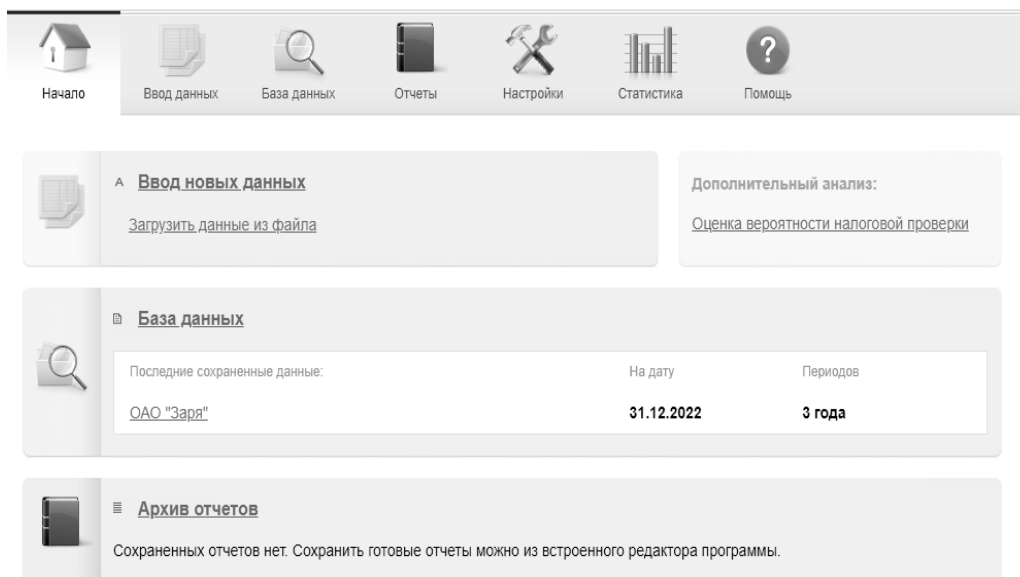 Начало Ввод данных База данных Отчеты Настройки Статистика Помощь
А Ввод новых данных
Загрузить данные из файла
Дополнительный анализ:
Оценка вероятности налоговой проверки
База данных
Последние сохраненные данные: На дату Периодов
ОАО "Заря" 31.12.2022 3 года
Архив отчетов
Сохраненных отчетов нет. Сохранить готовые отчеты можно из встроенного редактора программы.